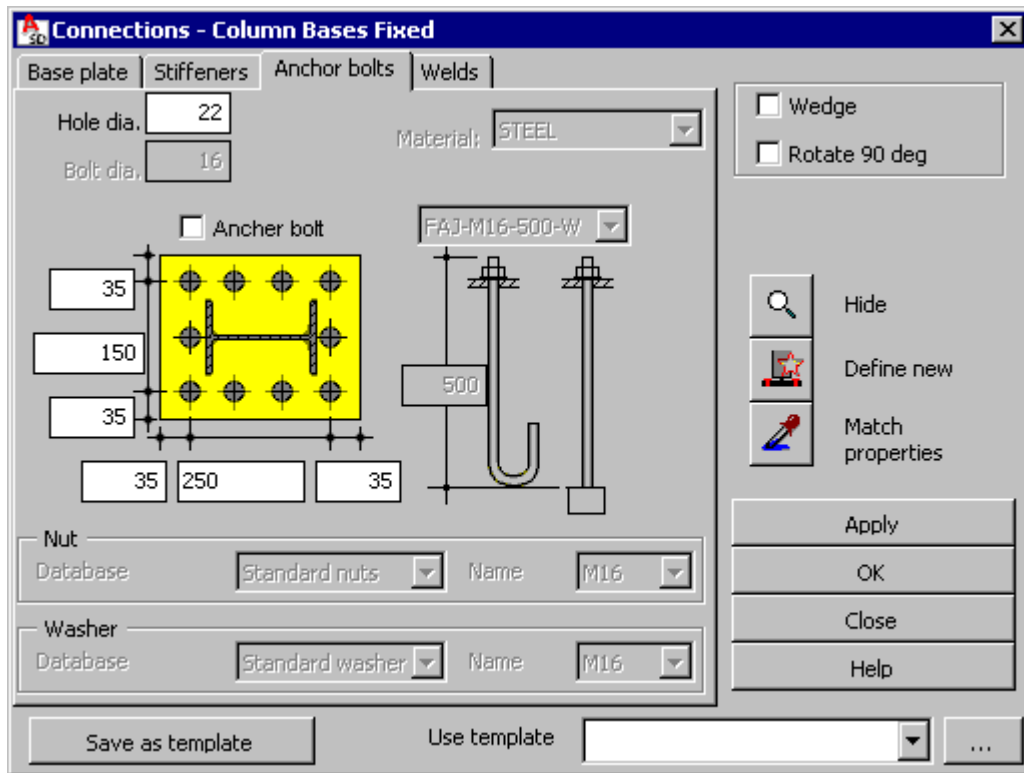 Connections - Column Bases Fixed
Base plate Stiffeners Anchor bolts Welds
Hole dia. 22
Material: STEEL
Bolt dia. 16
Wedge
Rotate 90 deg
Ancher bolt
FAJ-M16-500-W
35
150
35
500
35 250 35
Hide
Define new
Match
properties
Nut
Database Standard nuts Name M16
Washer
Database Standard washer Name M16
Apply
OK
Close
Help
Save as template Use template ...